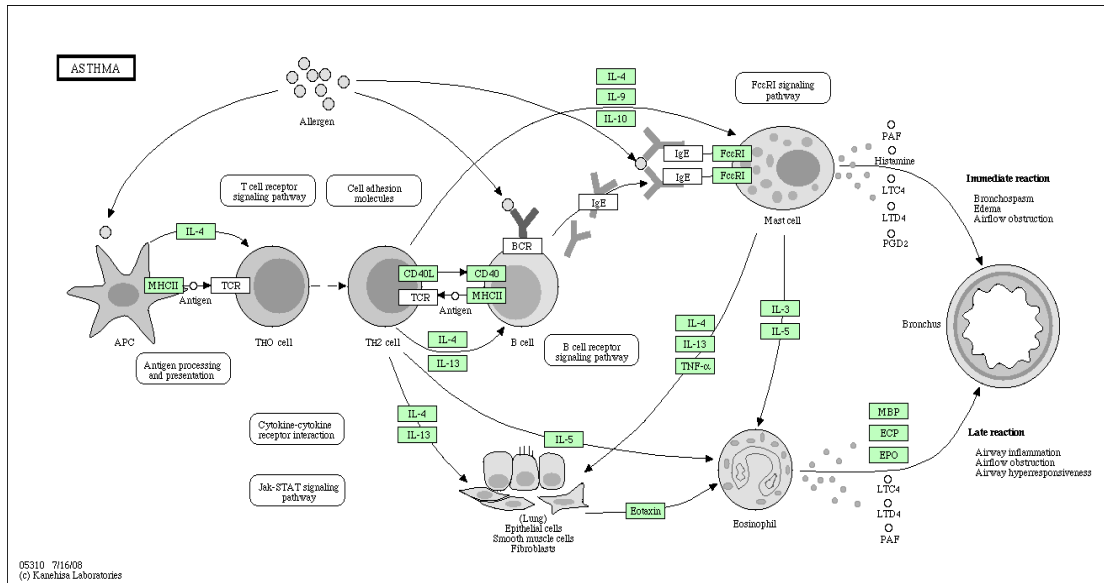 ASTHMA
Allergen
IL-4
IL-9
IL-10
FcεRI signaling
pathway
PAF
Histamine
LTC4
LTD4
PGD2
IgE
FcεRI
IgE
FcεRI
Mast cell
Immediate reaction
Bronchospasm
Edema
Airflow obstruction
T cell receptor
signaling pathway
Cell adhesion
molecules
IgE
IL-4
BCR
MHCII
Antigen
TCR
CD40L
CD40
TCR
Antigen
MHCII
APC
TH0 cell
TH2 cell
B cell
IL-4
IL-13
Antigen processing
and presentation
B cell receptor
signaling pathway
IL-4
IL-13
TNF-α
IL-3
IL-5
Bronchus
Cytokine-cytokine
receptor interaction
IL-4
IL-13
IL-5
MBP
ECP
EPO
Late reaction
Airway inflammation
Airflow obstruction
Airway hyperresponsiveness
Jak-STAT signaling
pathway
LTC4
LTD4
PAF
Eotaxin
Eosinophil
(Lung)
Epithelial cells
Smooth muscle cells
Fibroblasts
05310 7/16/08
(c) Kanehisa Laboratories